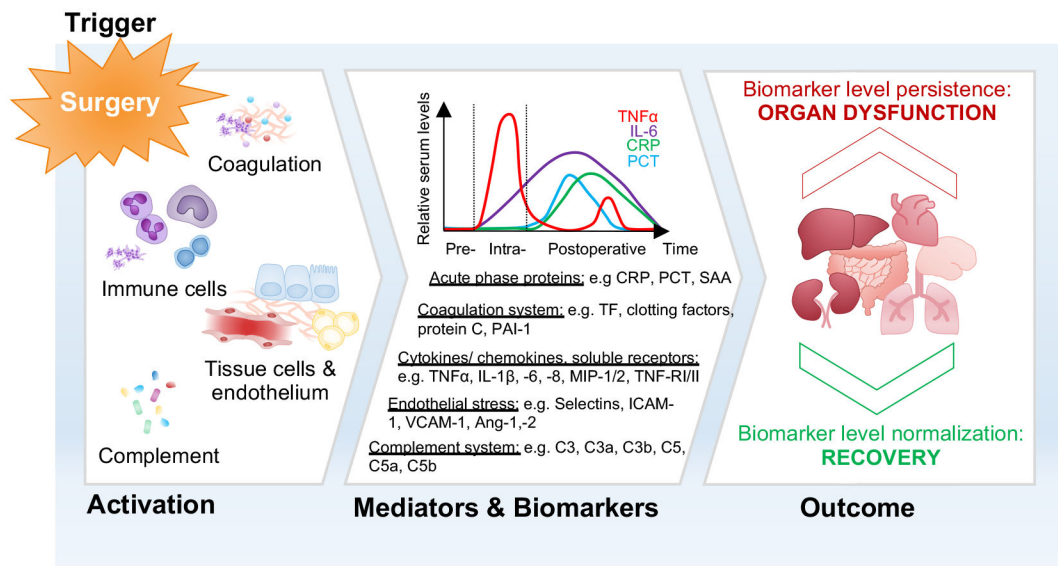 Trigger
Surgery
Coagulation
Immune cells
Tissue cells &
endothelium
Complement
Activation
Relative serum levels
TNFα
IL-6
CRP
PCT
Pre-
Intra-
Postoperative
Time
Acute phase proteins: e.g CRP, PCT, SAA
Coagulation system: e.g. TF, clotting factors,
protein C, PAI-1
Cytokines/ chemokines, soluble receptors:
e.g. TNFα, IL-1β, -6, -8, MIP-1/2, TNF-RI/II
Endothelial stress: e.g. Selectins, ICAM-
1, VCAM-1, Ang-1,-2
Complement system: e.g. C3, C3a, C3b, C5,
C5a, C5b
Mediators & Biomarkers
Biomarker level persistence:
ORGAN DYSFUNCTION
Biomarker level normalization:
RECOVERY
Outcome